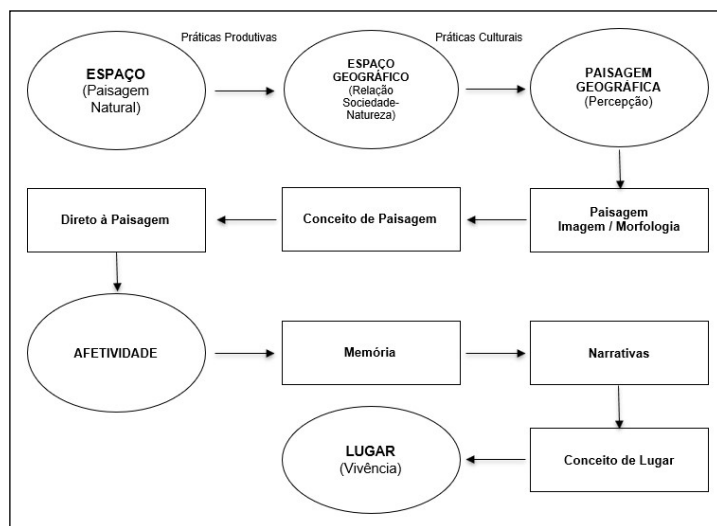 Práticas Produtivas
Práticas Culturais
ESPAÇO
(Paisagem
Natural)
ESPAÇO
GEOGRÁFICO
(Relação
Sociedade-
Natureza)
PAISAGEM
GEOGRÁFICA
(Percepção)
Direto à Paisagem
Conceito de Paisagem
Paisagem
Imagem / Morfologia
AFETIVIDADE
Memória
Narrativas
LUGAR
(Vivência)
Conceito de Lugar